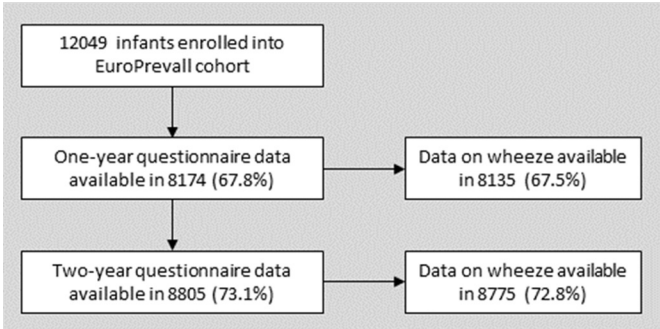 12049 infants enrolled into
EuroPrevall cohort
One-year questionnaire data
available in 8174 (67.8%)
Data on wheeze available
in 8135 (67.5%)
Two-year questionnaire data
available in 8805 (73.1%)
Data on wheeze available
in 8775 (72.8%)